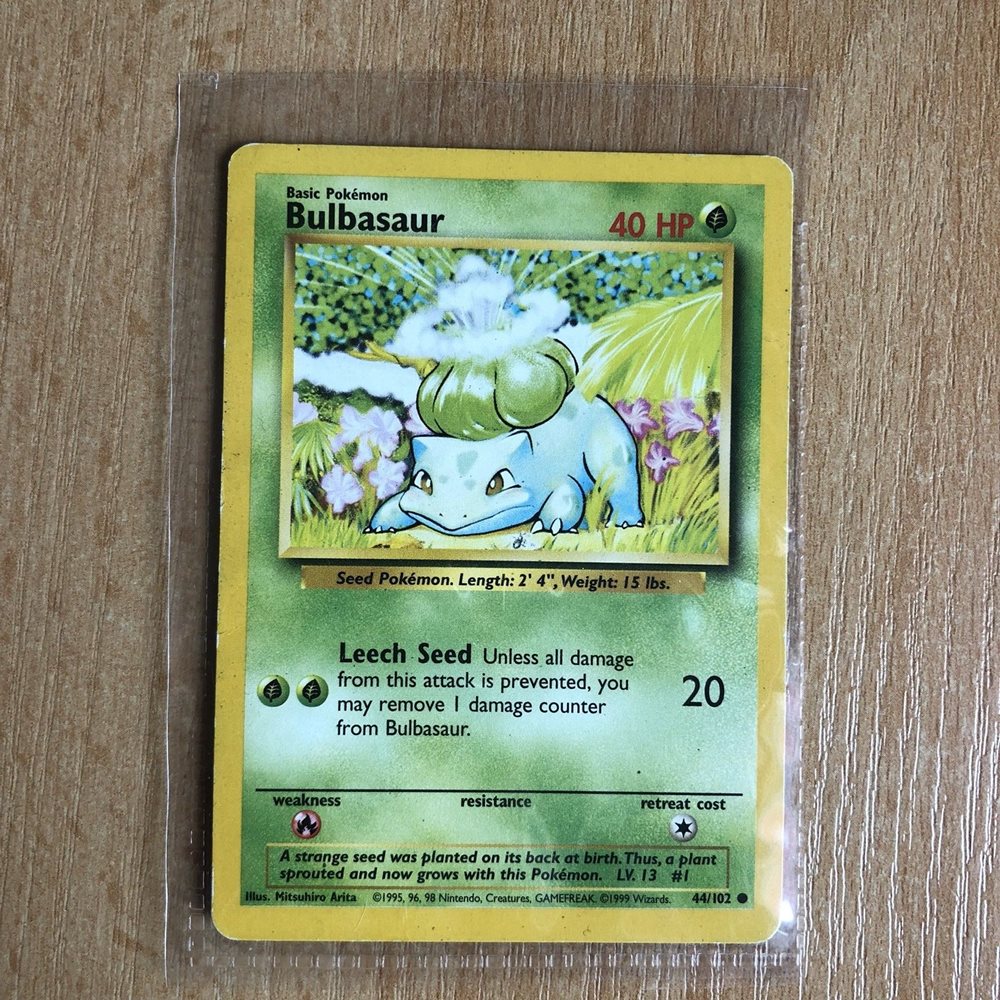 Basic Pokémon
Bulbasaur
40 HP
Seed Pokémon. Length: 2' 4", Weight: 15 lbs.
Leech Seed Unless all damage
from this attack is prevented, you
may remove 1 damage counter
from Bulbasaur.
20
weakness resistance retreat cost
A strange seed was planted on its back at birth. Thus, a plant
sprouted and now grows with this Pokémon. LV. 13 #1
Illus. Mitsuhiro Arita ©1995, 96, 98 Nintendo, Creatures, GAMEFREAK. ©1999 Wizards. 44/102